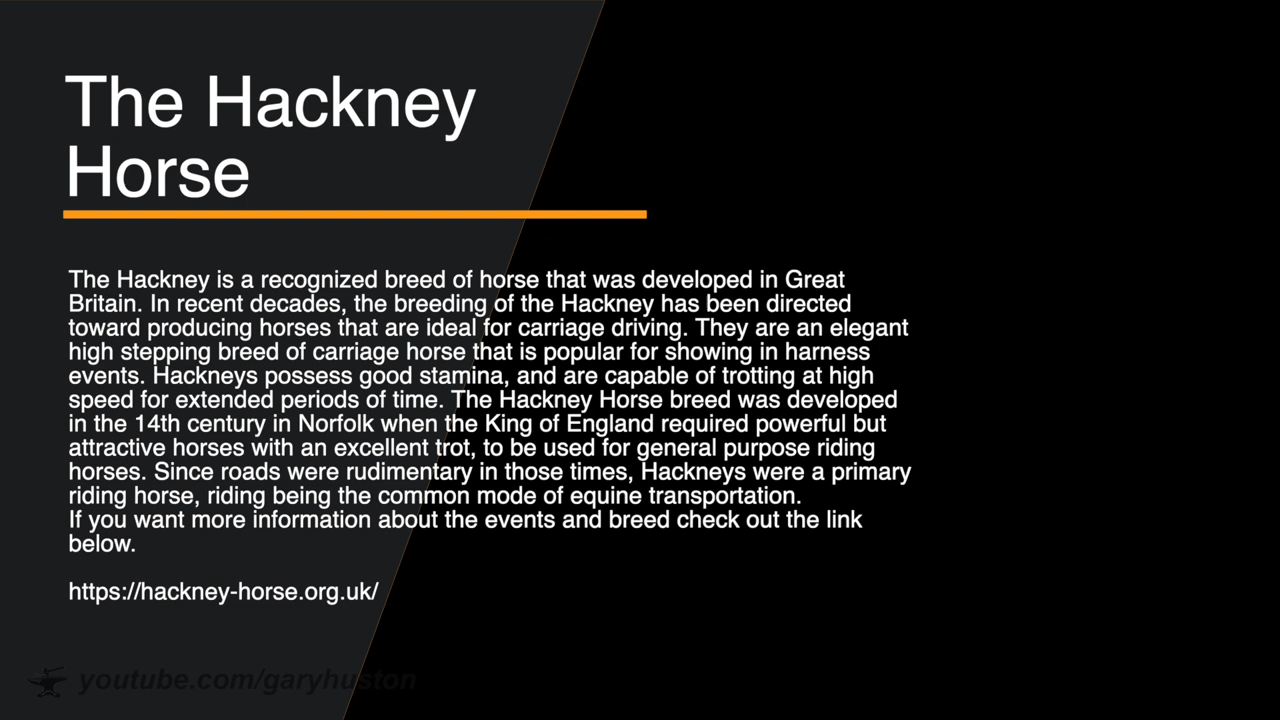 The Hackney
Horse
The Hackney is a recognized breed of horse that was developed in Great
Britain. In recent decades, the breeding of the Hackney has been directed
toward producing horses that are ideal for carriage driving. They are an elegant
high stepping breed of carriage horse that is popular for showing in harness
events. Hackneys possess good stamina, and are capable of trotting at high
speed for extended periods of time. The Hackney Horse breed was developed
in the 14th century in Norfolk when the King of England required powerful but
attractive horses with an excellent trot, to be used for general purpose riding
horses. Since roads were rudimentary in those times, Hackneys were a primary
riding horse, riding being the common mode of equine transportation.
If you want more information about the events and breed check out the link
below.
https://hackney-horse.org.uk/
youtube.com/garyhuston